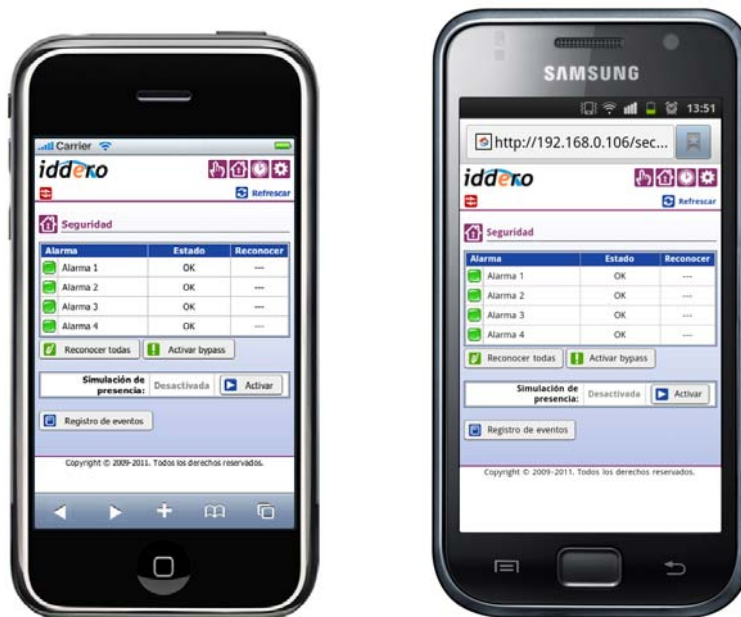 Carrier
iddero
Refrescar
Seguridad
Alarma Estado Reconocer
Alarma 1 OK ---
Alarma 2 OK ---
Alarma 3 OK ---
Alarma 4 OK ---
Reconocer todas Activar bypass
Simulación de
presencia: Desactivada Activar
Registro de eventos
Copyright © 2009-2011. Todos los derechos reservados.
SAMSUNG
13:51
http://192.168.0.106/sec...
iddero
Refrescar
Seguridad
Alarma Estado Reconocer
Alarma 1 OK ---
Alarma 2 OK ---
Alarma 3 OK ---
Alarma 4 OK ---
Reconocer todas Activar bypass
Simulación de
presencia: Desactivada Activar
Registro de eventos
Copyright © 2009-2011. Todos los derechos reservados.